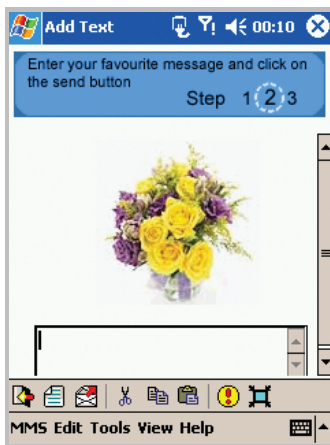 Add Text 00:10
Enter your favourite message and click on
the send button
Step 1 2 3
MMS Edit Tools View Help